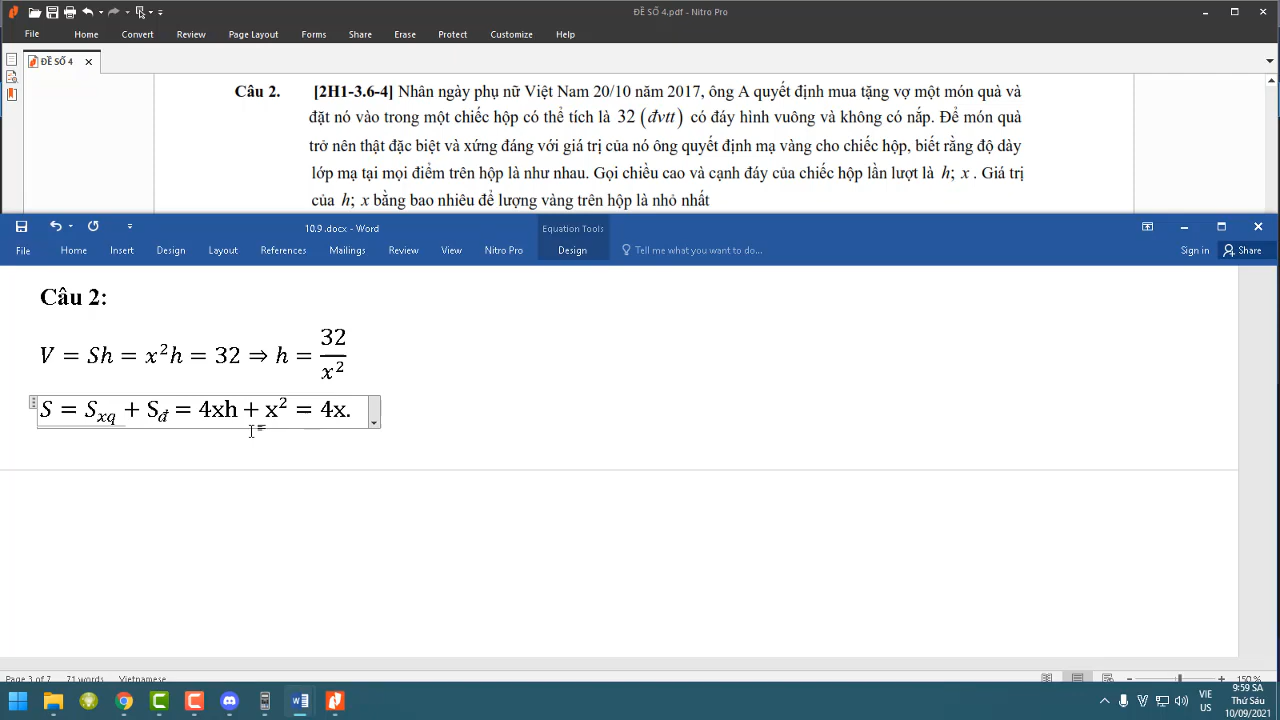 ĐỀ SỐ 4.pdf - Nitro Pro
File Home Convert Review Page Layout Forms Share Erase Protect Customize Help
ĐỀ SỐ 4
Câu 2. [2H1-3.6-4] Nhân ngày phụ nữ Việt Nam 20/10 năm 2017, ông A quyết định mua tặng vợ một món quà và
đặt nó vào trong một chiếc hộp có thể tích là 32 (đvtt) có đáy hình vuông và không có nắp. Để món quà
trở nên thật đặc biệt và xứng đáng với giá trị của nó ông quyết định mạ vàng cho chiếc hộp, biết rằng độ dày
lớp mạ tại mọi điểm trên hộp là như nhau. Gọi chiều cao và cạnh đáy của chiếc hộp lần lượt là h; x . Giá trị
của h; x bằng bao nhiêu để lượng vàng trên hộp là nhỏ nhất
10.9 .docx - Word Equation Tools
File Home Insert Design Layout References Mailings Review Nitro Pro View Design Tell me what you want to do... Sign in Share
Câu 2:
V = Sh = x²h = 32 ⇒ h = 32/x²
S = S_xq + S_đ = 4xh + x² = 4x.
Page 3 of 7 71 words Vietnamese 150 %
9:59 SA
VIE Thứ Sáu
US 10/09/2021